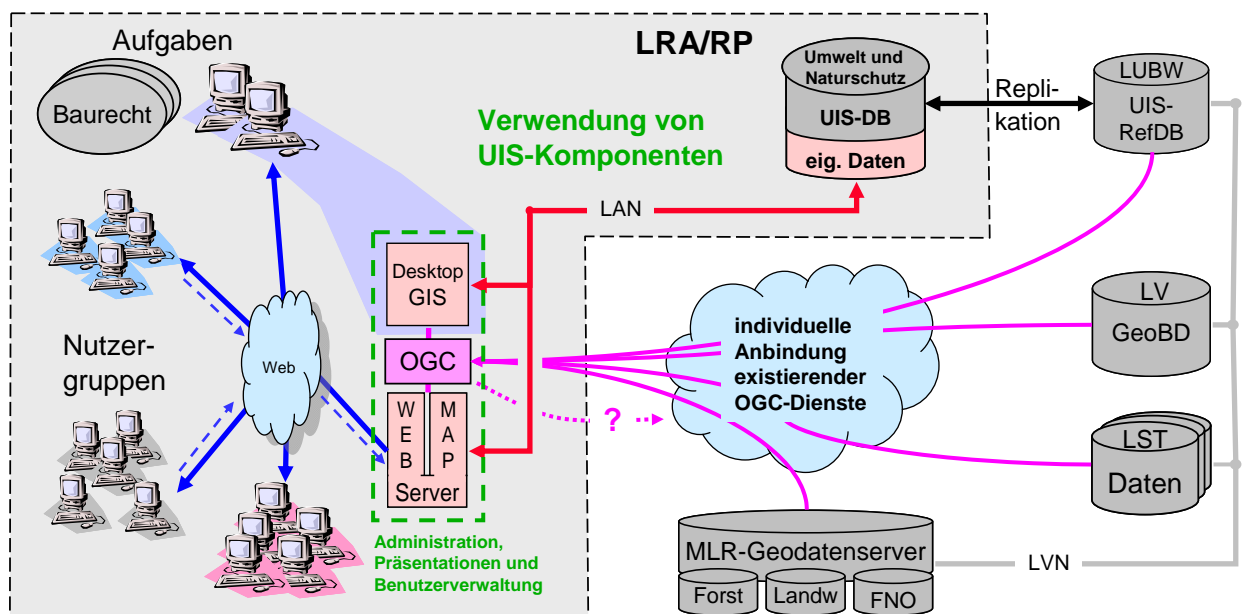 Aufgaben
LRA/RP
Baurecht
Umwelt und
Naturschutz
UIS-DB
eig. Daten
Repli-
kation
LUBW
UIS-
RefDB
Verwendung von
UIS-Komponenten
LAN
Desktop
GIS
OGC
WEB
MAP
Server
Web
Nutzer-
gruppen
?
individuelle
Anbindung
existierender
OGC-Dienste
LV
GeoBD
LST
Daten
Administration,
Präsentationen und
Benutzerverwaltung
MLR-Geodatenserver
Forst
Landw
FNO
LVN